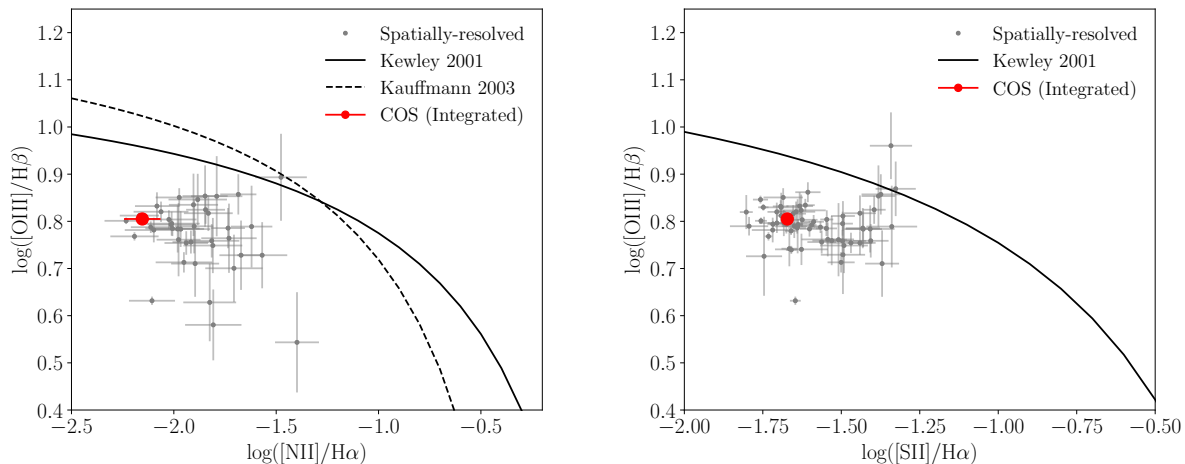 Spatially-resolved
Kewley 2001
Kauffmann 2003
COS (Integrated)
log([OIII]/Hβ)
1.2
1.1
1.0
0.9
0.8
0.7
0.6
0.5
0.4
−2.5
−2.0
−1.5
−1.0
−0.5
log([NII]/Hα)
Spatially-resolved
Kewley 2001
COS (Integrated)
log([OIII]/Hβ)
1.2
1.1
1.0
0.9
0.8
0.7
0.6
0.5
0.4
−2.00
−1.75
−1.50
−1.25
−1.00
−0.75
−0.50
log([SII]/Hα)